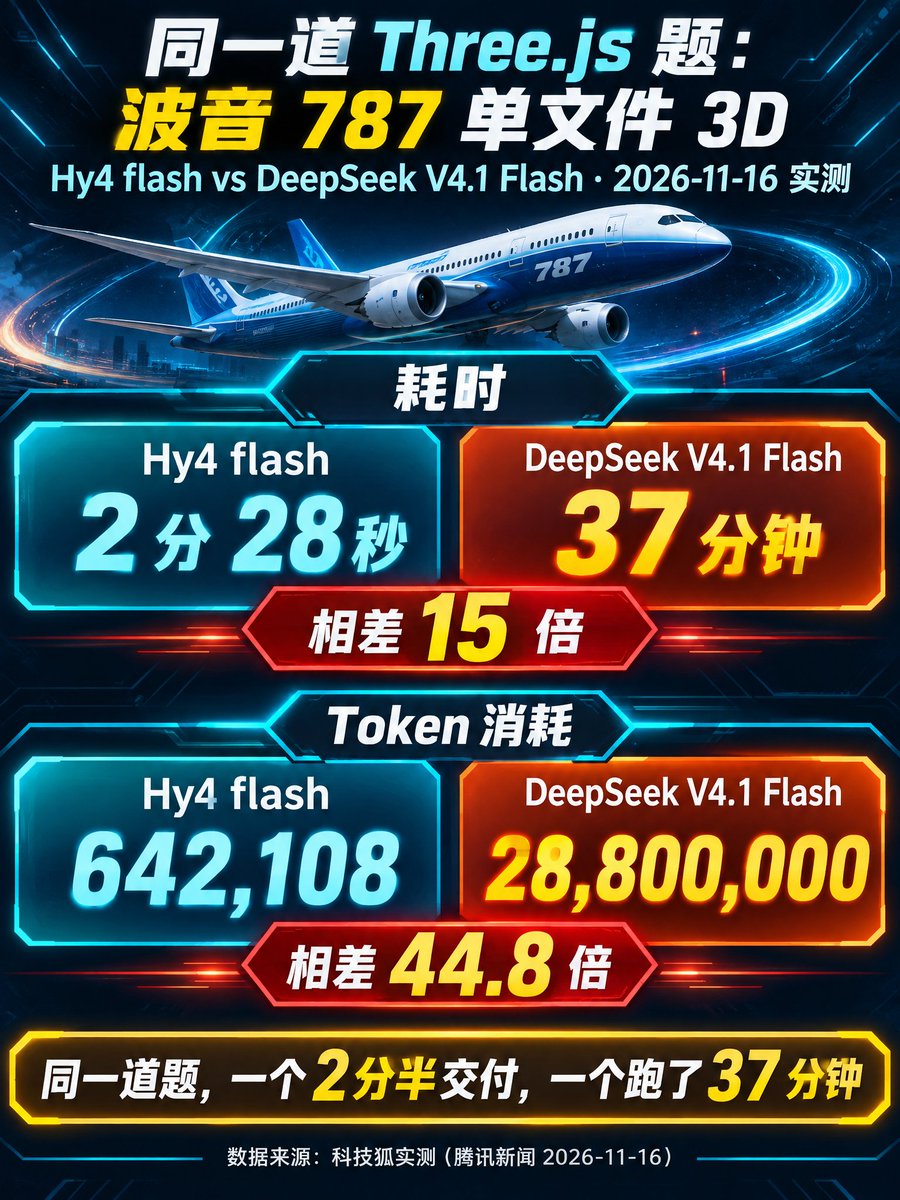 同一道 Three.js 题：
波音 787 单文件 3D
Hy4 flash vs DeepSeek V4.1 Flash · 2026-11-16 实测
787
耗时
Hy4 flash
2 分 28 秒
DeepSeek V4.1 Flash
37 分钟
相差 15 倍
Token 消耗
Hy4 flash
642,108
DeepSeek V4.1 Flash
28,800,000
相差 44.8 倍
同一道题，一个 2分半交付，一个跑了 37 分钟
数据来源：科技狐实测（腾讯新闻 2026-11-16）